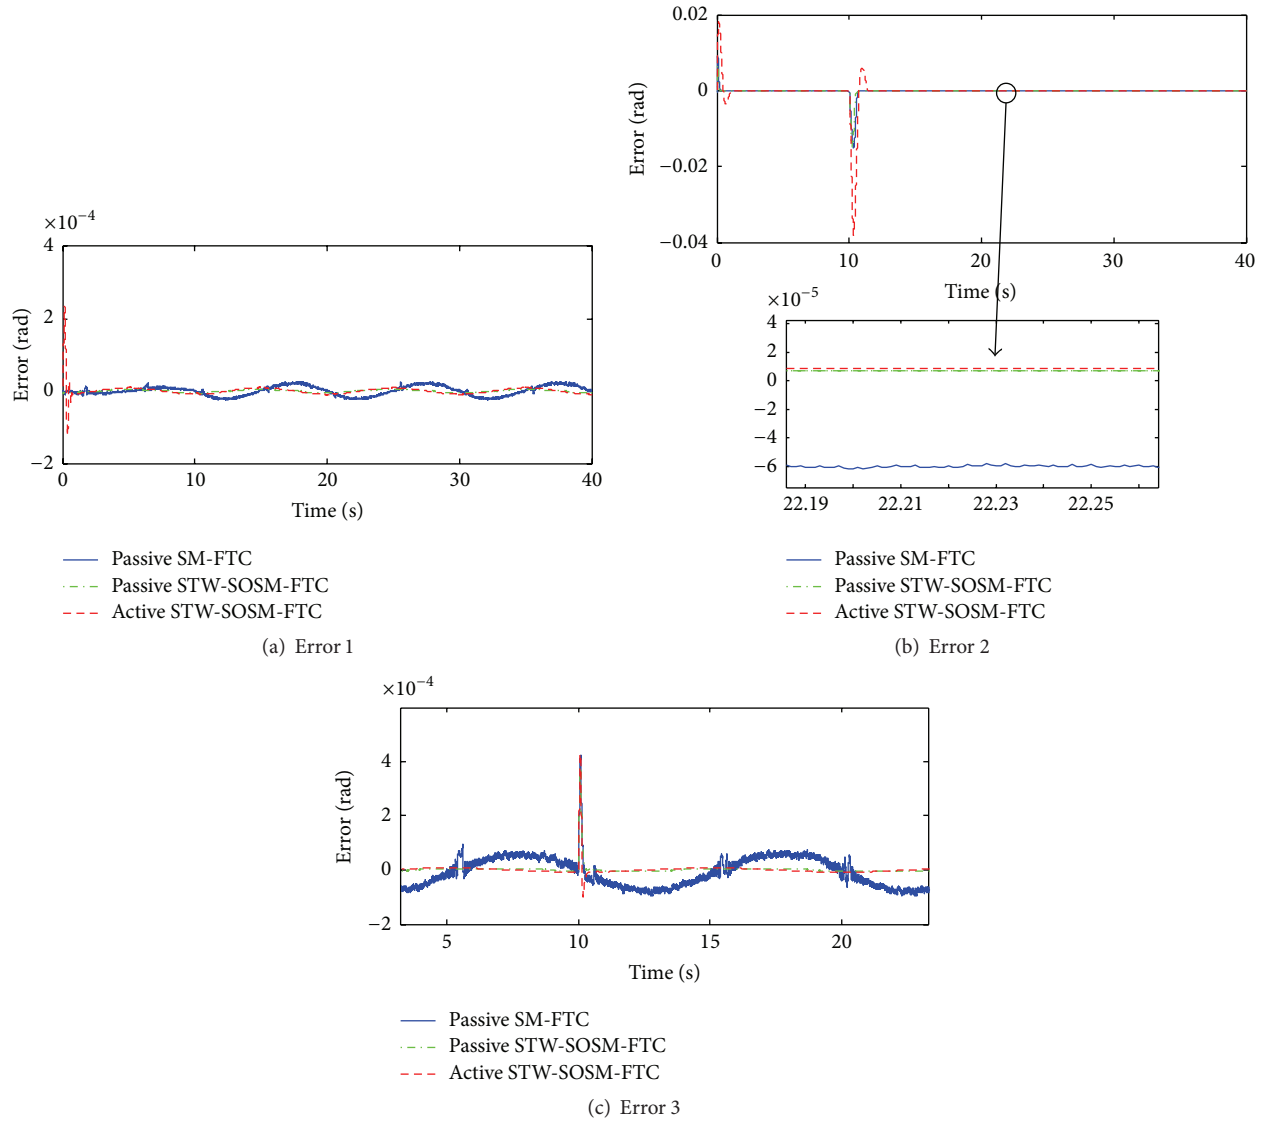 ×10−4
4
2
0
−2
Error (rad)
0
10
20
30
40
Time (s)
Passive SM-FTC
Passive STW-SOSM-FTC
Active STW-SOSM-FTC
(a) Error 1
0.02
0
−0.02
−0.04
Error (rad)
0
10
20
30
40
Time (s)
×10−5
4
2
0
−2
−4
−6
22.19
22.21
22.23
22.25
Passive SM-FTC
Passive STW-SOSM-FTC
Active STW-SOSM-FTC
(b) Error 2
×10−4
4
2
0
−2
Error (rad)
5
10
15
20
Time (s)
Passive SM-FTC
Passive STW-SOSM-FTC
Active STW-SOSM-FTC
(c) Error 3